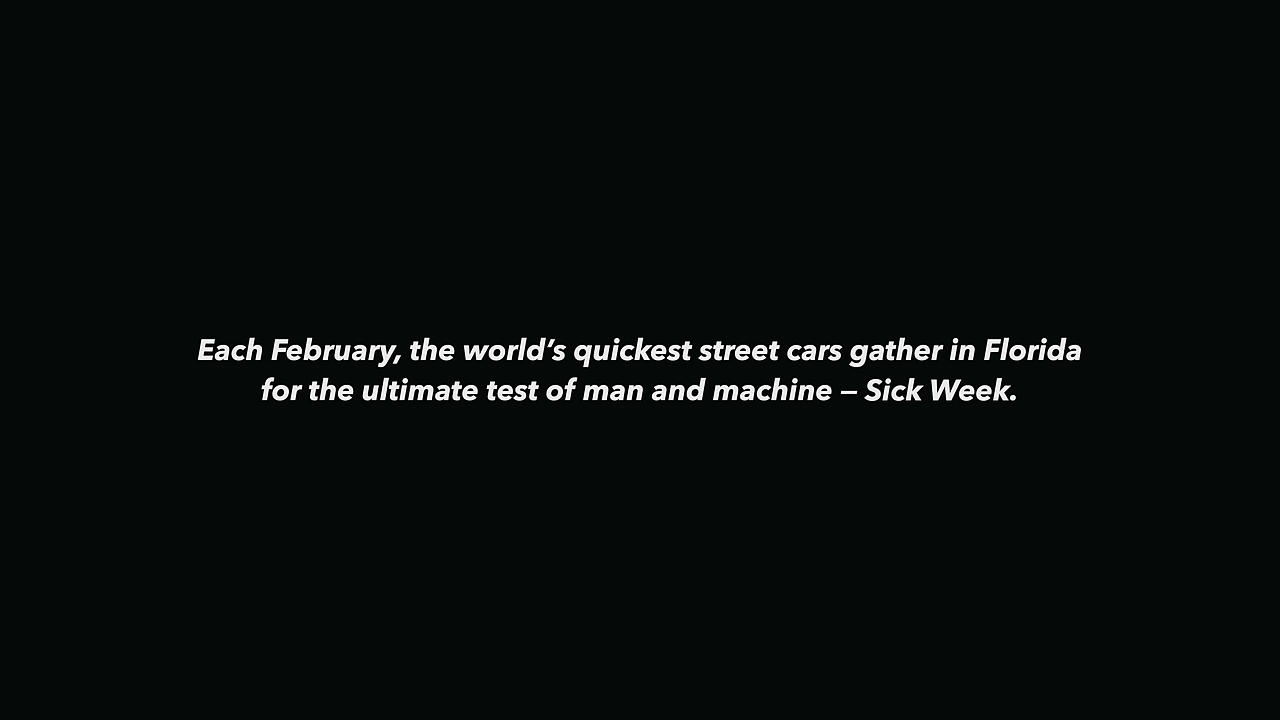 Each February, the world’s quickest street cars gather in Florida
for the ultimate test of man and machine – Sick Week.